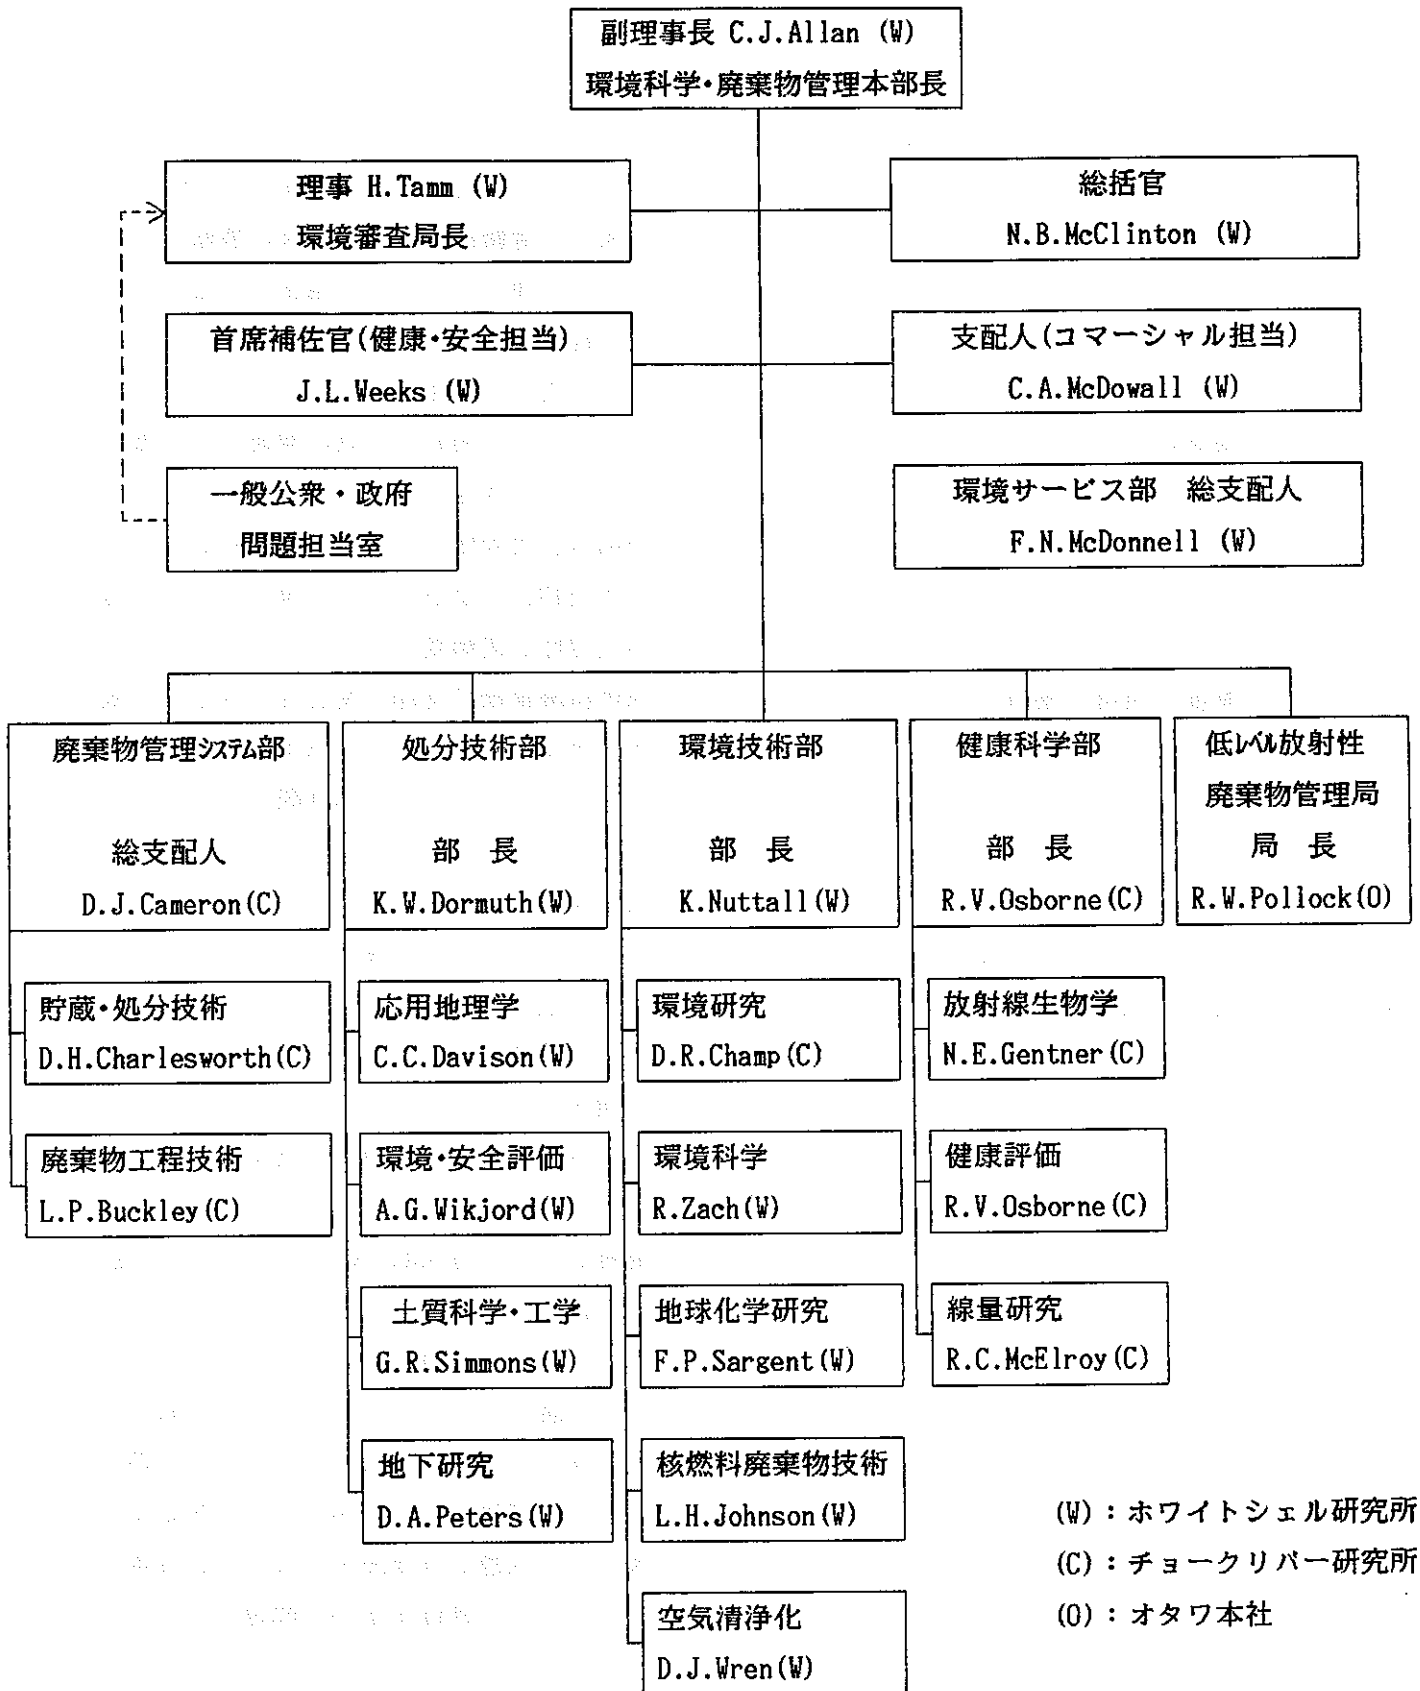 副理事長 C.J.Allan (W)
環境科学・廃棄物管理本部長
理事 H.Tamm (W)
環境審査局長
総括官
N.B.McClinton (W)
首席補佐官(健康・安全担当)
J.L.Weeks (W)
支配人(コマーシャル担当)
C.A.McDowall (W)
一般公衆・政府
問題担当室
環境サービス部 総支配人
F.N.McDonnell (W)
廃棄物管理システム部
総支配人
D.J.Cameron(C)
処分技術部
部 長
K.W.Dormuth(W)
環境技術部
部 長
K.Nuttall(W)
健康科学部
部 長
R.V.Osborne(C)
低レベル放射性
廃棄物管理局
局 長
R.W.Pollock(O)
貯蔵・処分技術
D.H.Charlesworth(C)
廃棄物工程技術
L.P.Buckley(C)
応用地理学
C.C.Davison(W)
環境・安全評価
A.G.Wikjord(W)
土質科学・工学
G.R.Simmons(W)
地下研究
D.A.Peters(W)
環境研究
D.R.Champ(C)
環境科学
R.Zach(W)
地球化学研究
F.P.Sargent(W)
核燃料廃棄物技術
L.H.Johnson(W)
空気清浄化
D.J.Wren(W)
放射線生物学
N.E.Gentner(C)
健康評価
R.V.Osborne(C)
線量研究
R.C.McElroy(C)
(W)：ホワイトシェル研究所
(C)：チョークリバー研究所
(O)：オタワ本社